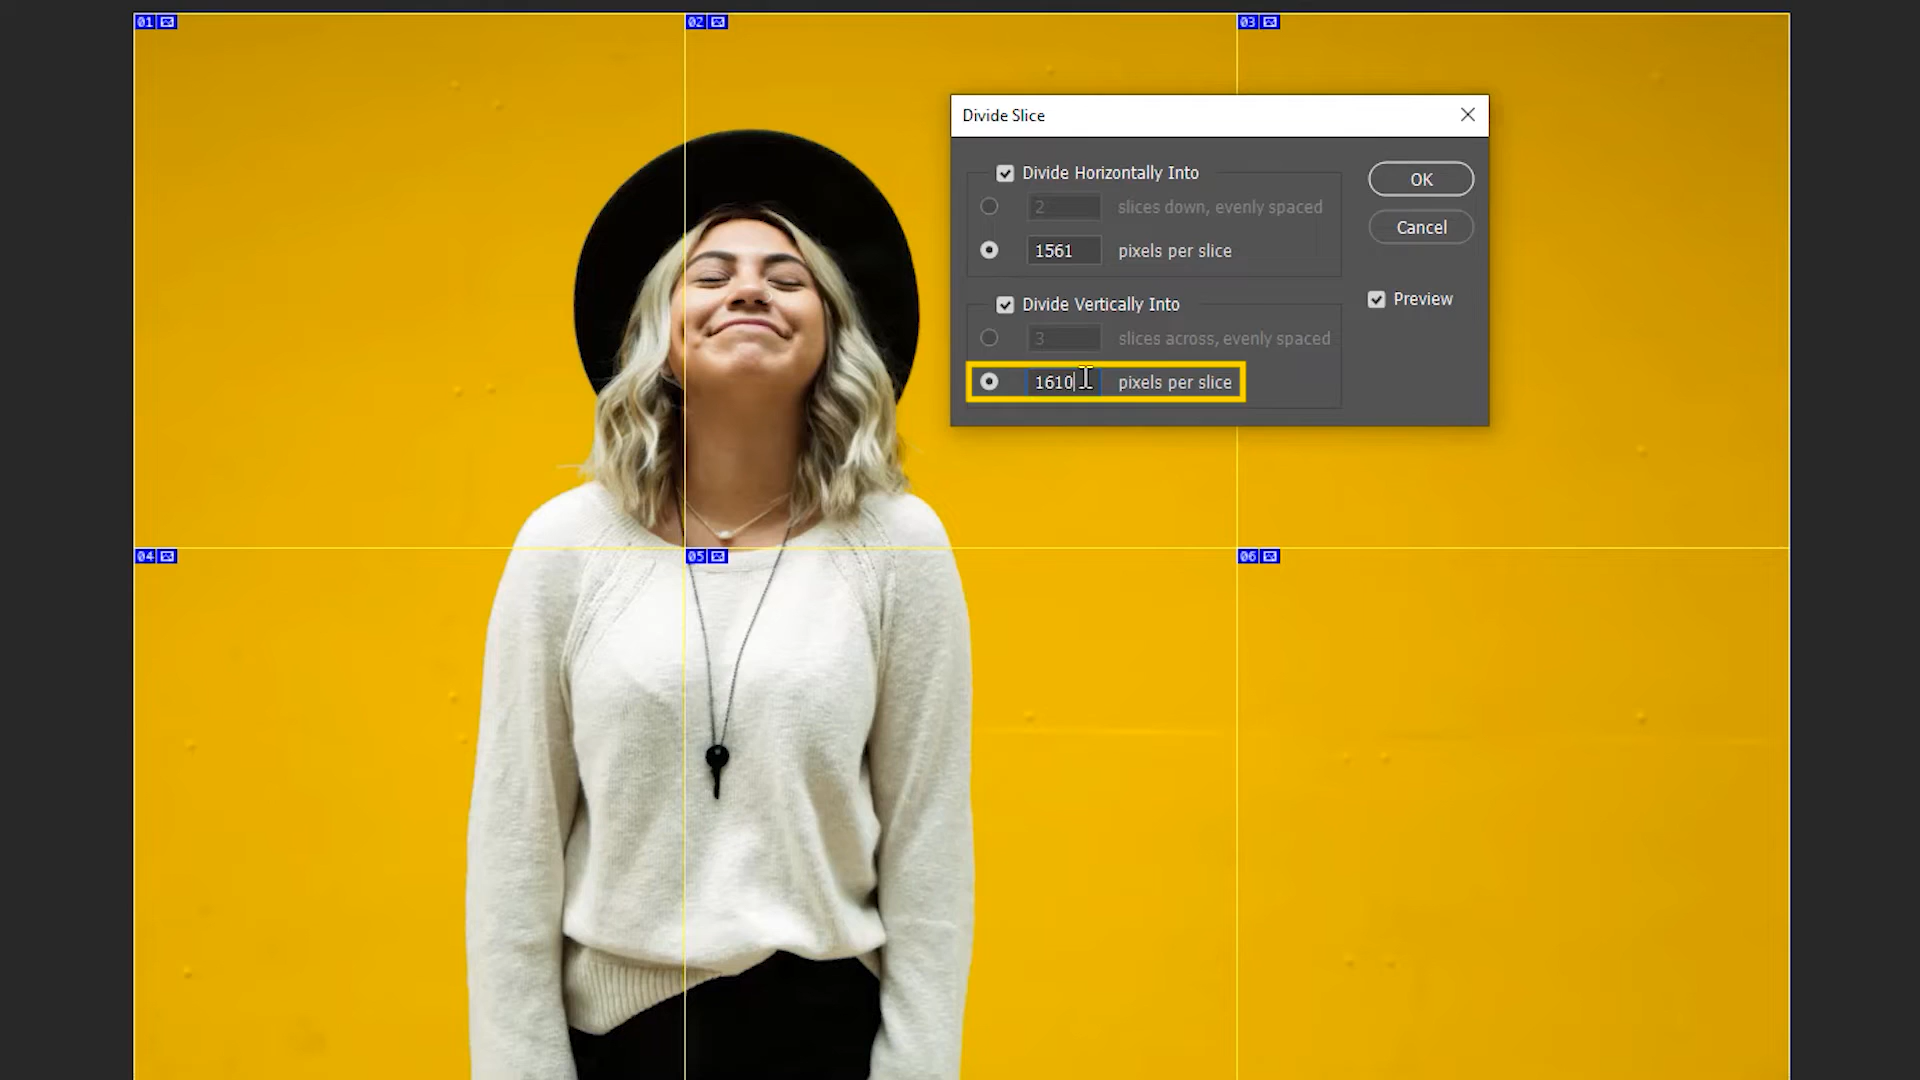 01
02
03
Divide Slice
Divide Horizontally Into
OK
2 slices down, evenly spaced
Cancel
1561 pixels per slice
Preview
Divide Vertically Into
3 slices across, evenly spaced
1610 pixels per slice
04
05
06